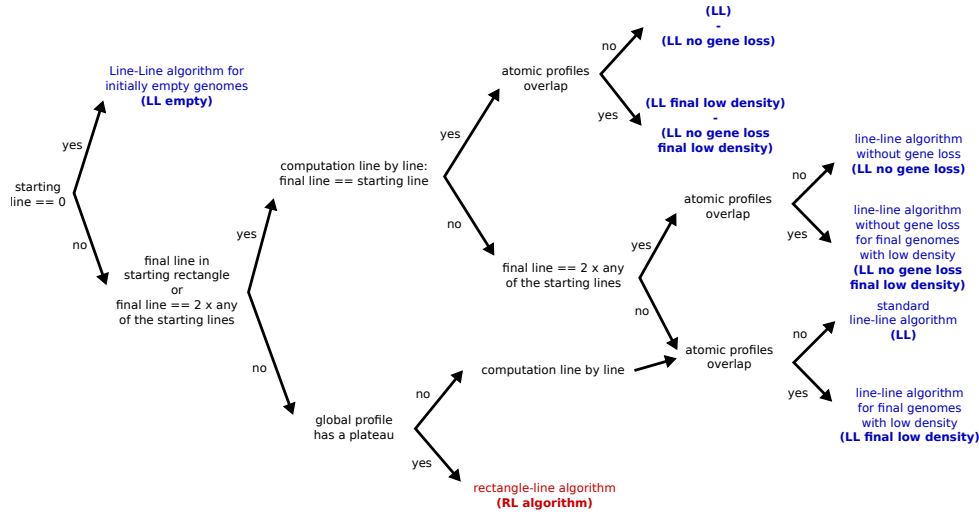 (LL)
-
(LL no gene loss)
no
Line-Line algorithm for
initially empty genomes
(LL empty)
atomic profiles
overlap
yes
(LL final low density)
-
(LL no gene loss
final low density)
yes
yes
computation line by line:
final line == starting line
starting
line == 0
no
no
yes
final line in
starting rectangle
or
final line == 2 x any
of the starting lines
final line == 2 x any
of the starting lines
yes
no
atomic profiles
overlap
no
yes
line-line algorithm
without gene loss
(LL no gene loss)
line-line algorithm
without gene loss
for final genomes
with low density
(LL no gene loss
final low density)
no
global profile
has a plateau
no
computation line by line
atomic profiles
overlap
no
yes
standard
line-line algorithm
(LL)
line-line algorithm
for final genomes
with low density
(LL final low density)
yes
rectangle-line algorithm
(RL algorithm)